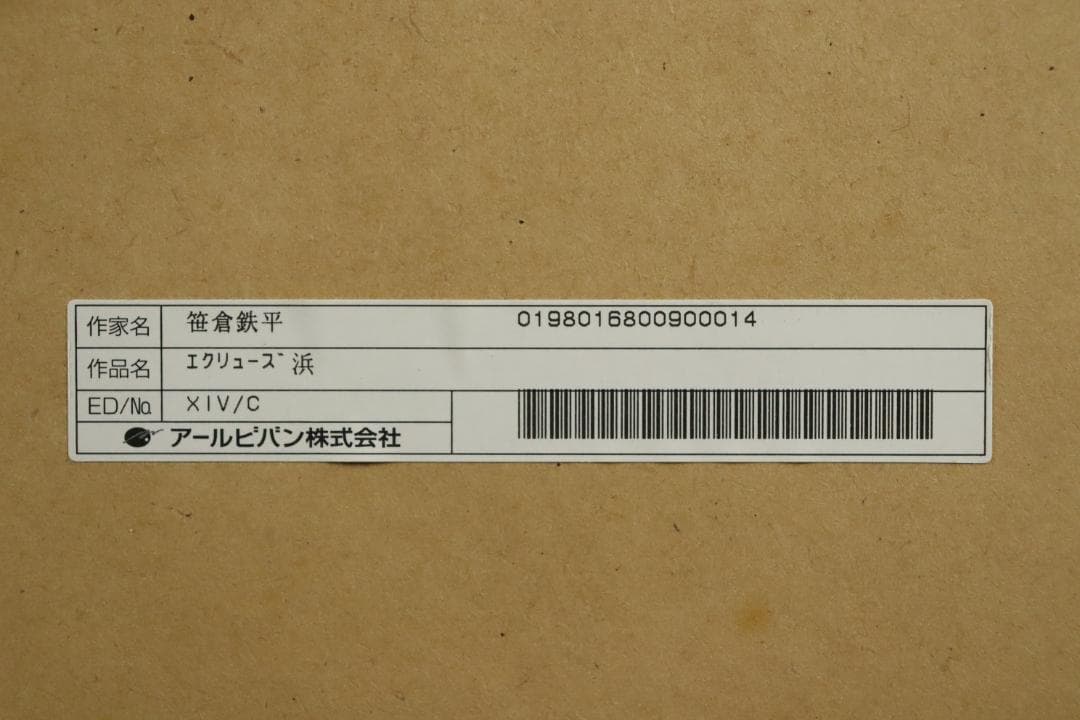 作家名 笹倉鉄平 0198016800900014
作品名 ｴｸﾘｭｰｽﾞ浜
ED/No. XIV/C
アールビバン株式会社